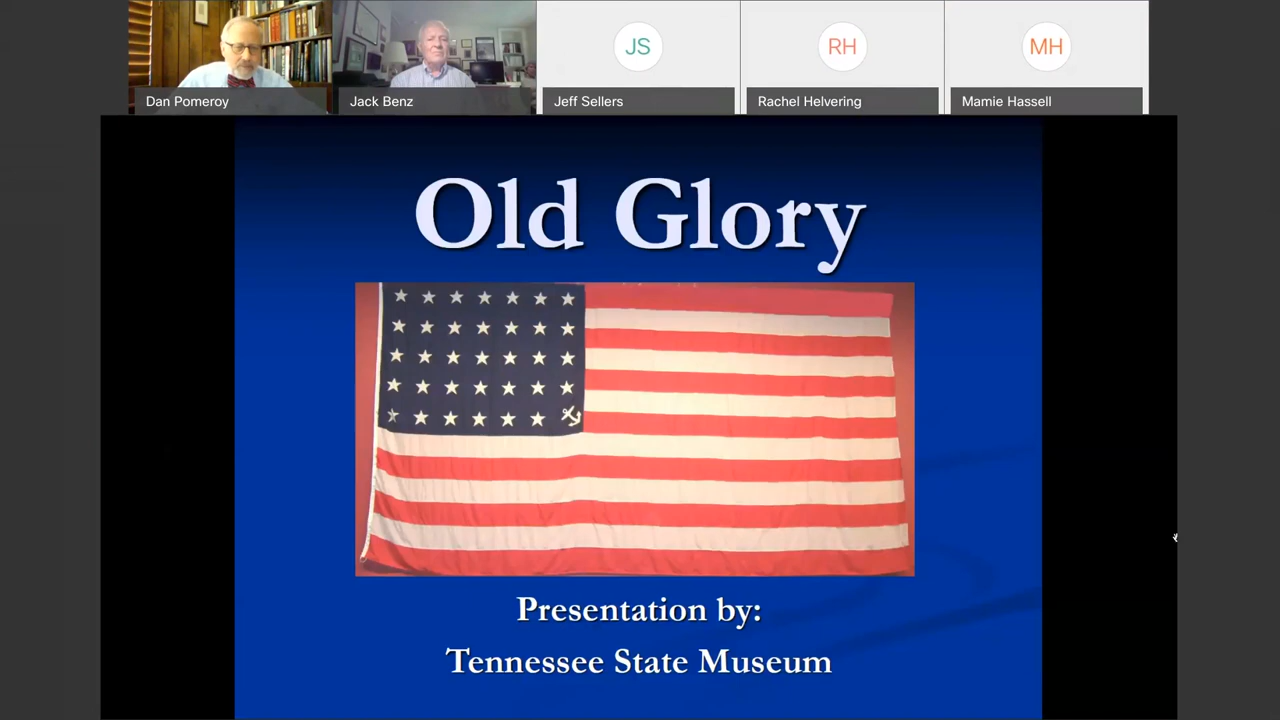 Dan Pomeroy
Jack Benz
JS
Jeff Sellers
RH
Rachel Helvering
MH
Mamie Hassell
Old Glory
Presentation by:
Tennessee State Museum